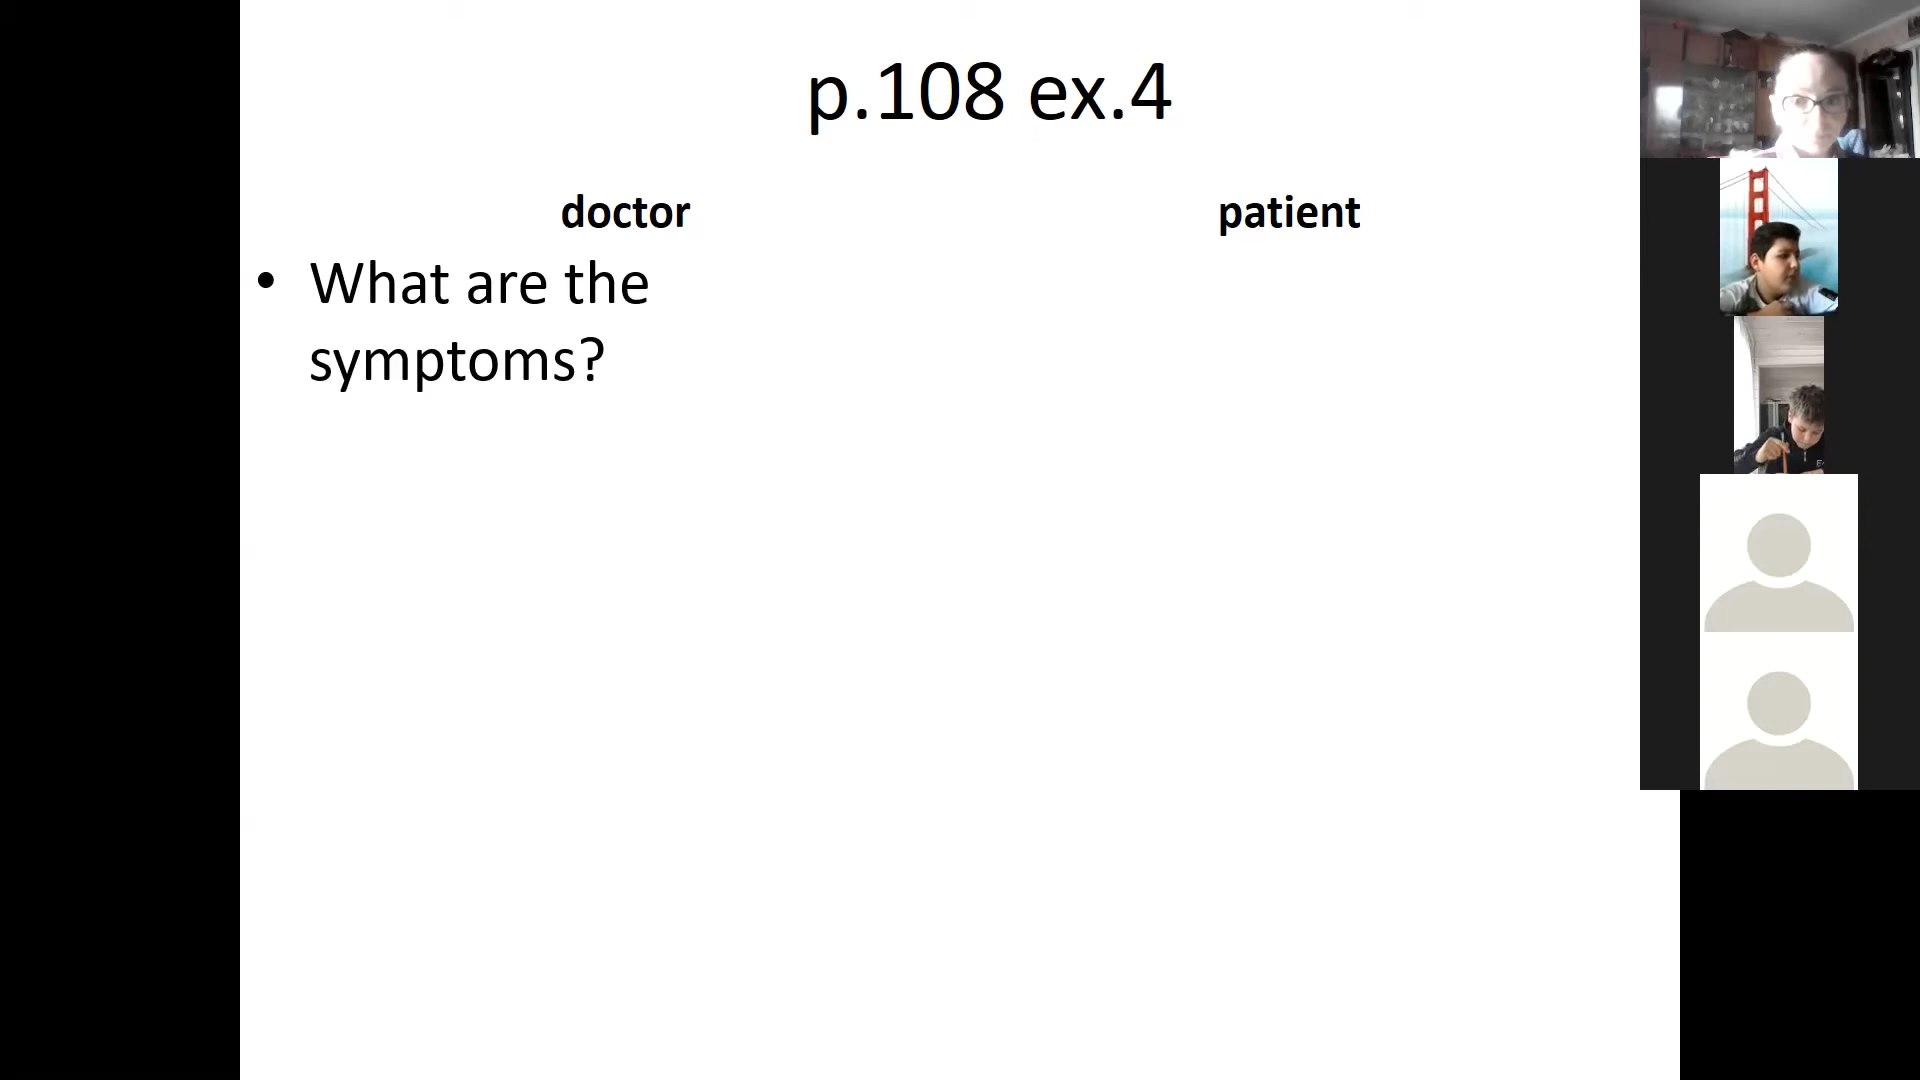 p.108 ex.4
doctor
patient
• What are the
symptoms?